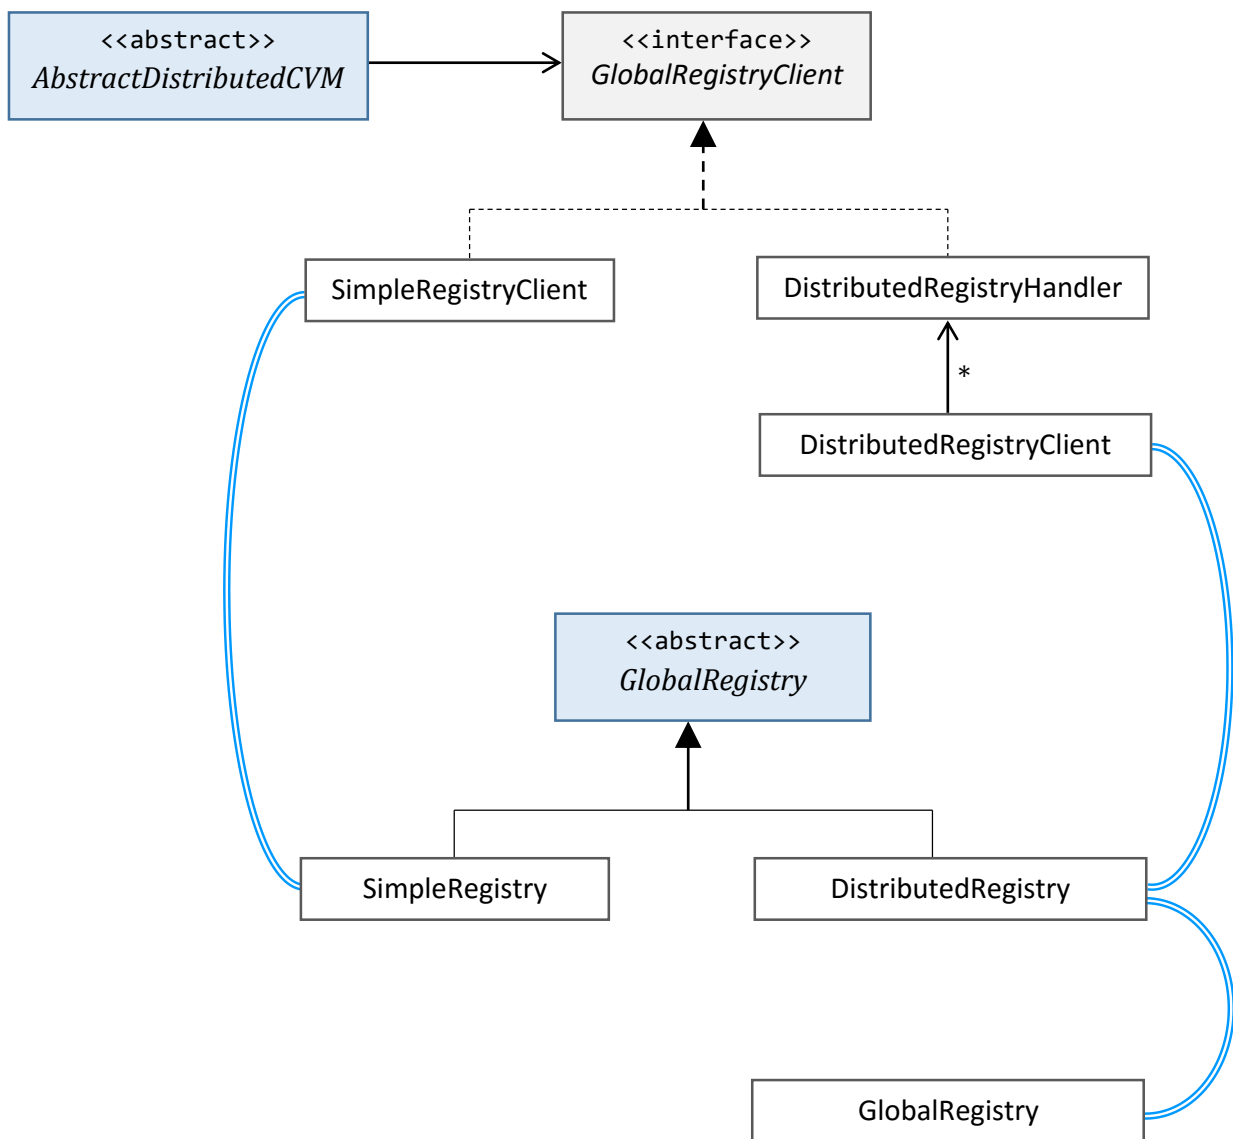 <<abstract>>
AbstractDistributedCVM
<<interface>>
GlobalRegistryClient
SimpleRegistryClient
DistributedRegistryHandler
*
DistributedRegistryClient
<<abstract>>
GlobalRegistry
SimpleRegistry
DistributedRegistry
GlobalRegistry